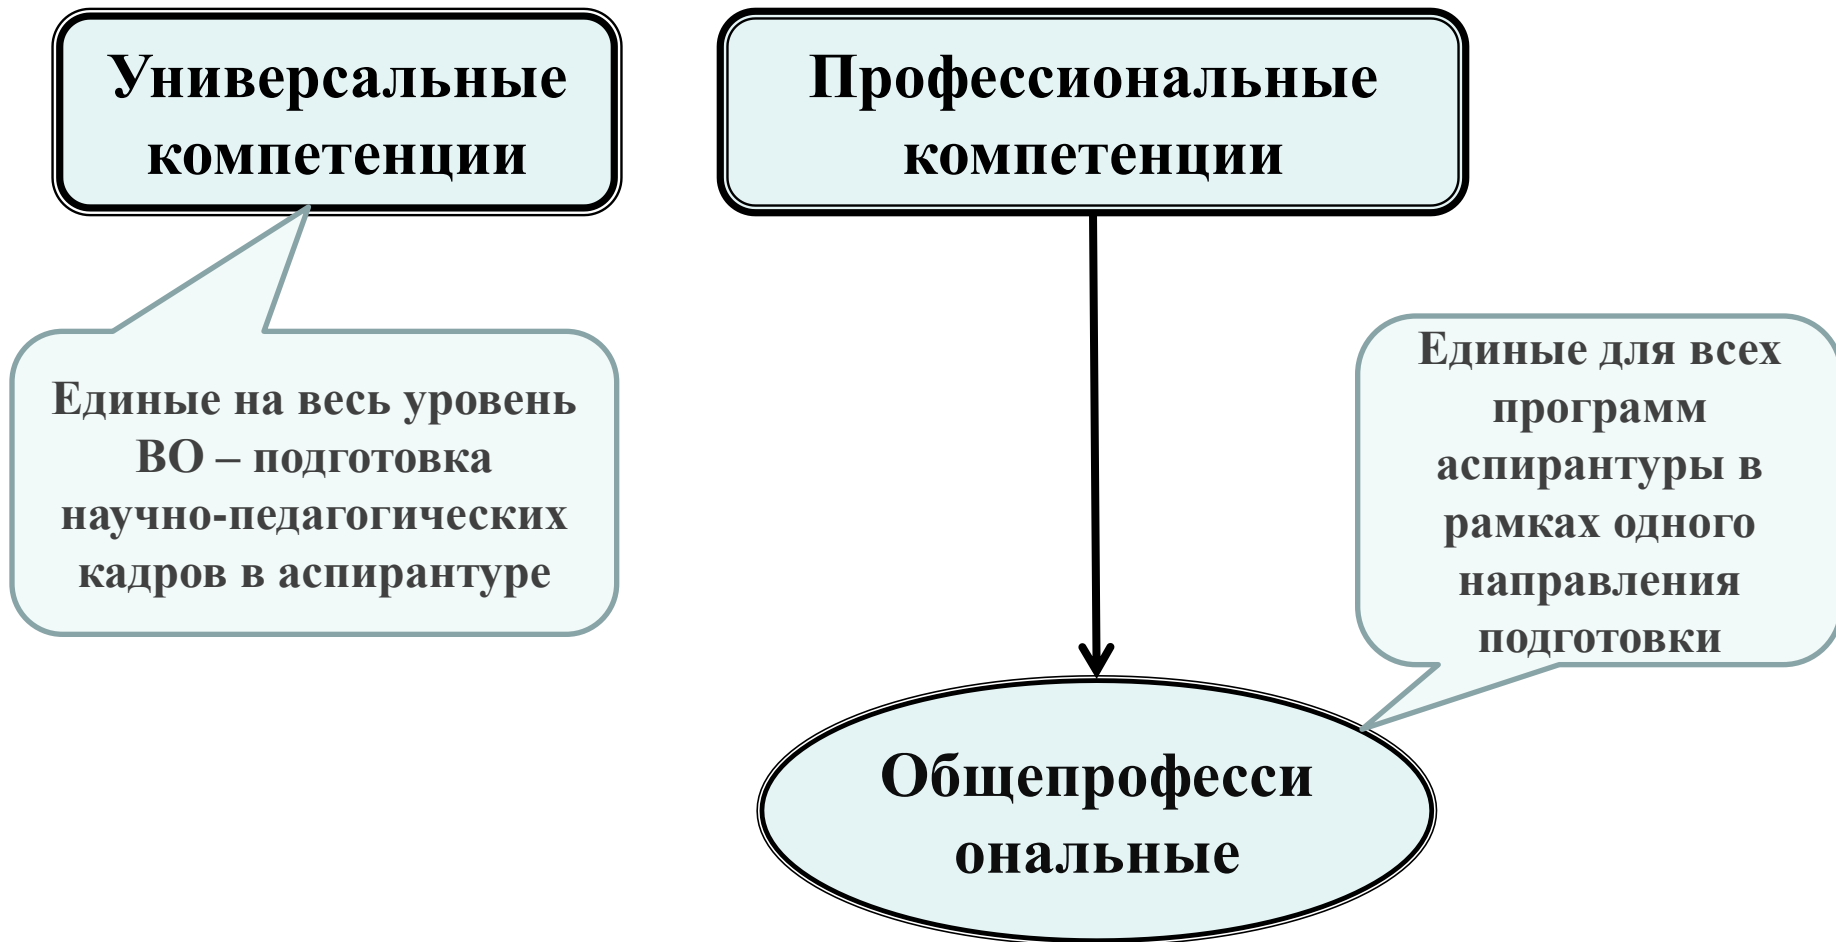 Универсальные
компетенции
Профессиональные
компетенции
Единые на весь уровень
ВО – подготовка
научно-педагогических
кадров в аспирантуре
Единые для всех
программ
аспирантуры в
рамках одного
направления
подготовки
Общепрофесси
ональные